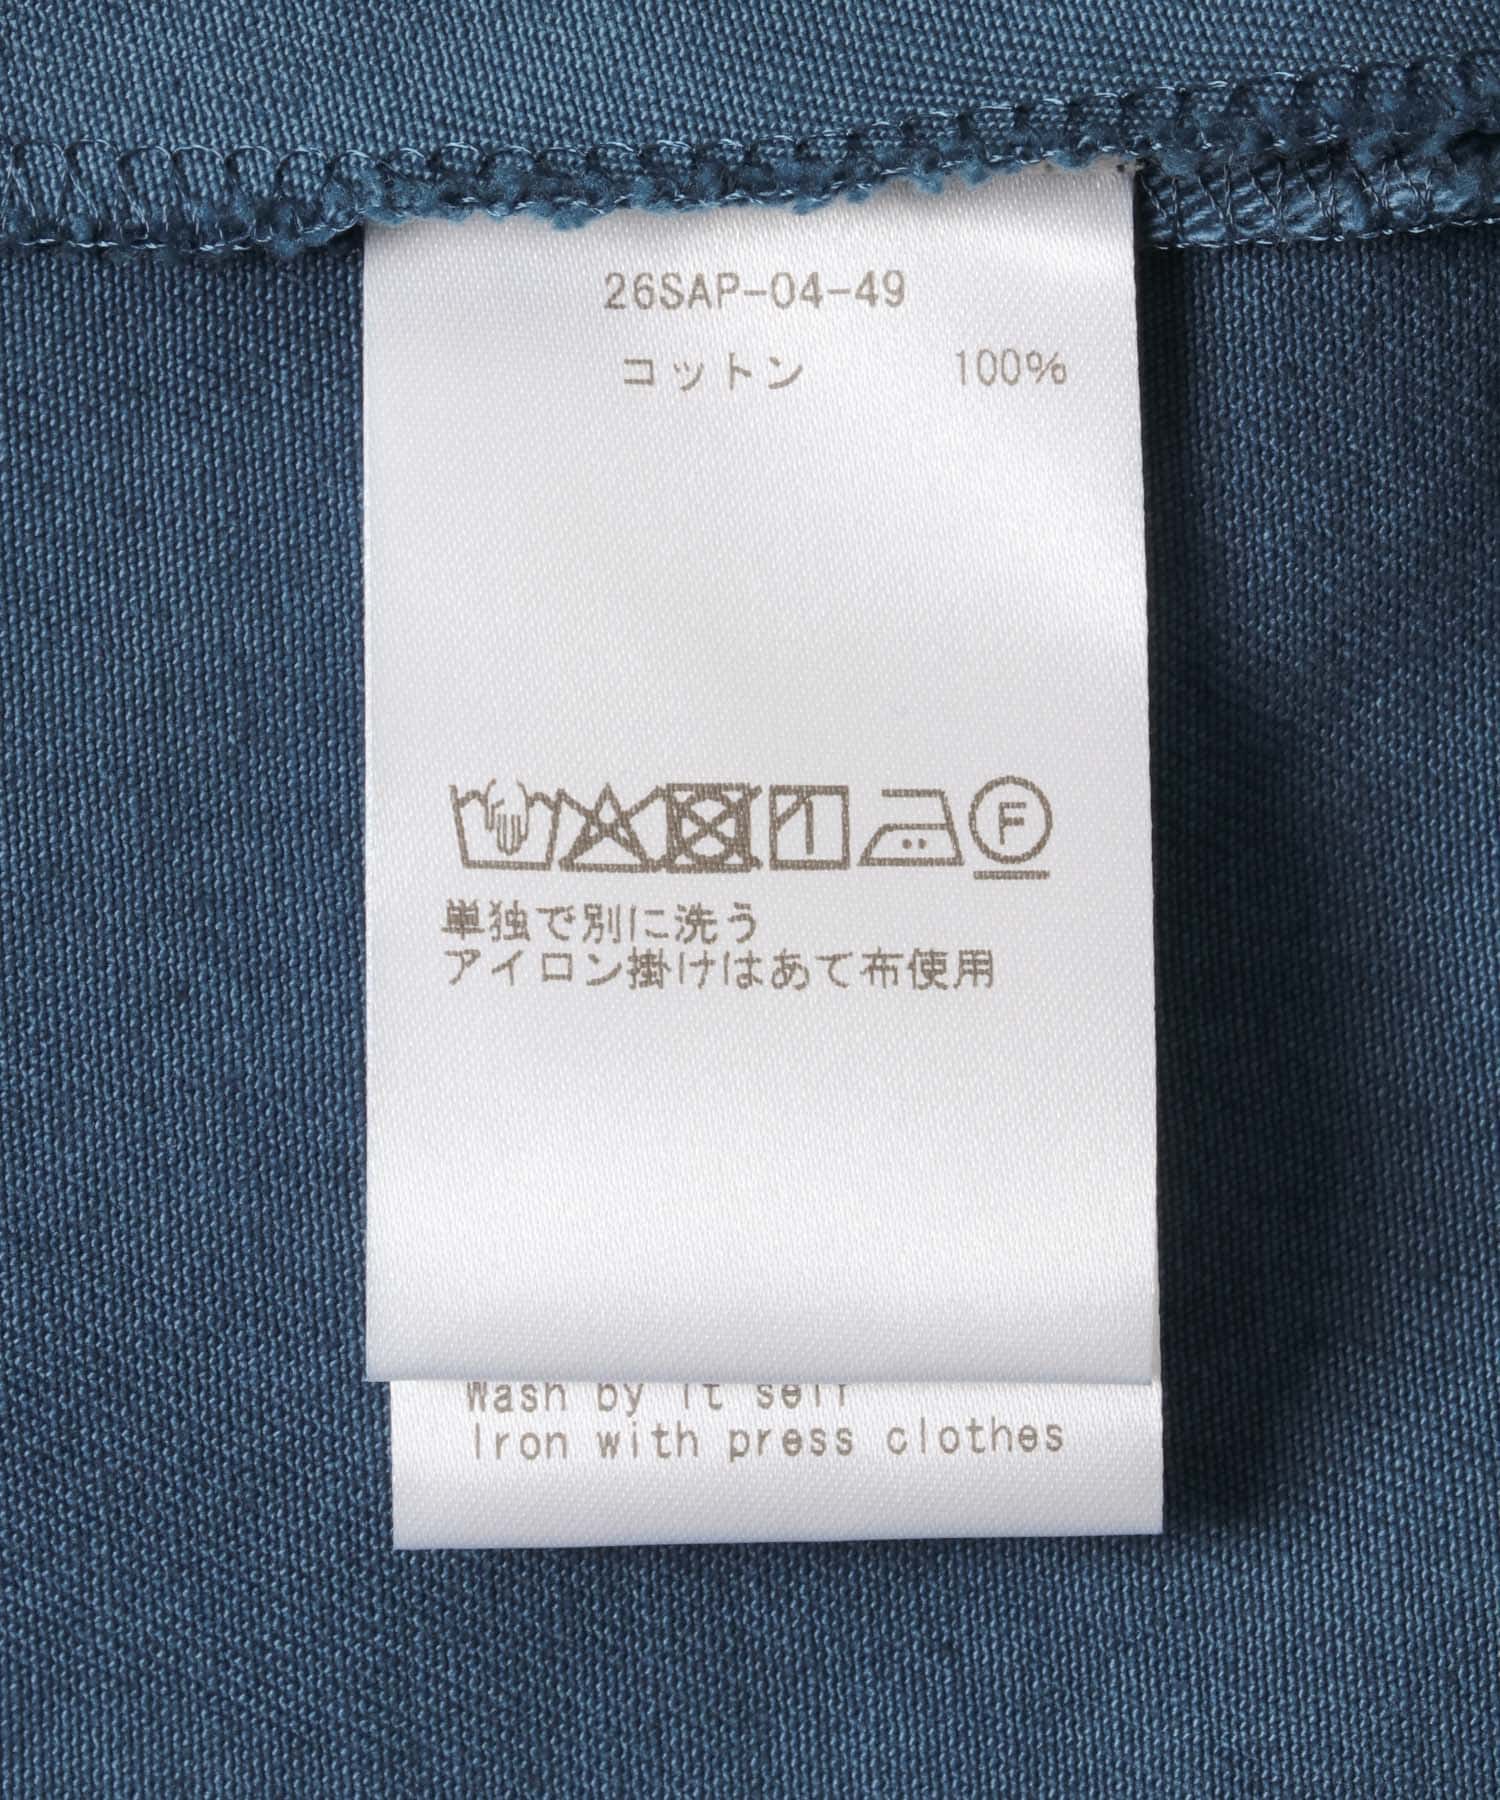 26SAP-04-49
コットン 100%
F
単独で別に洗う
アイロン掛けはあて布使用
Wash by it self
Iron with press clothes